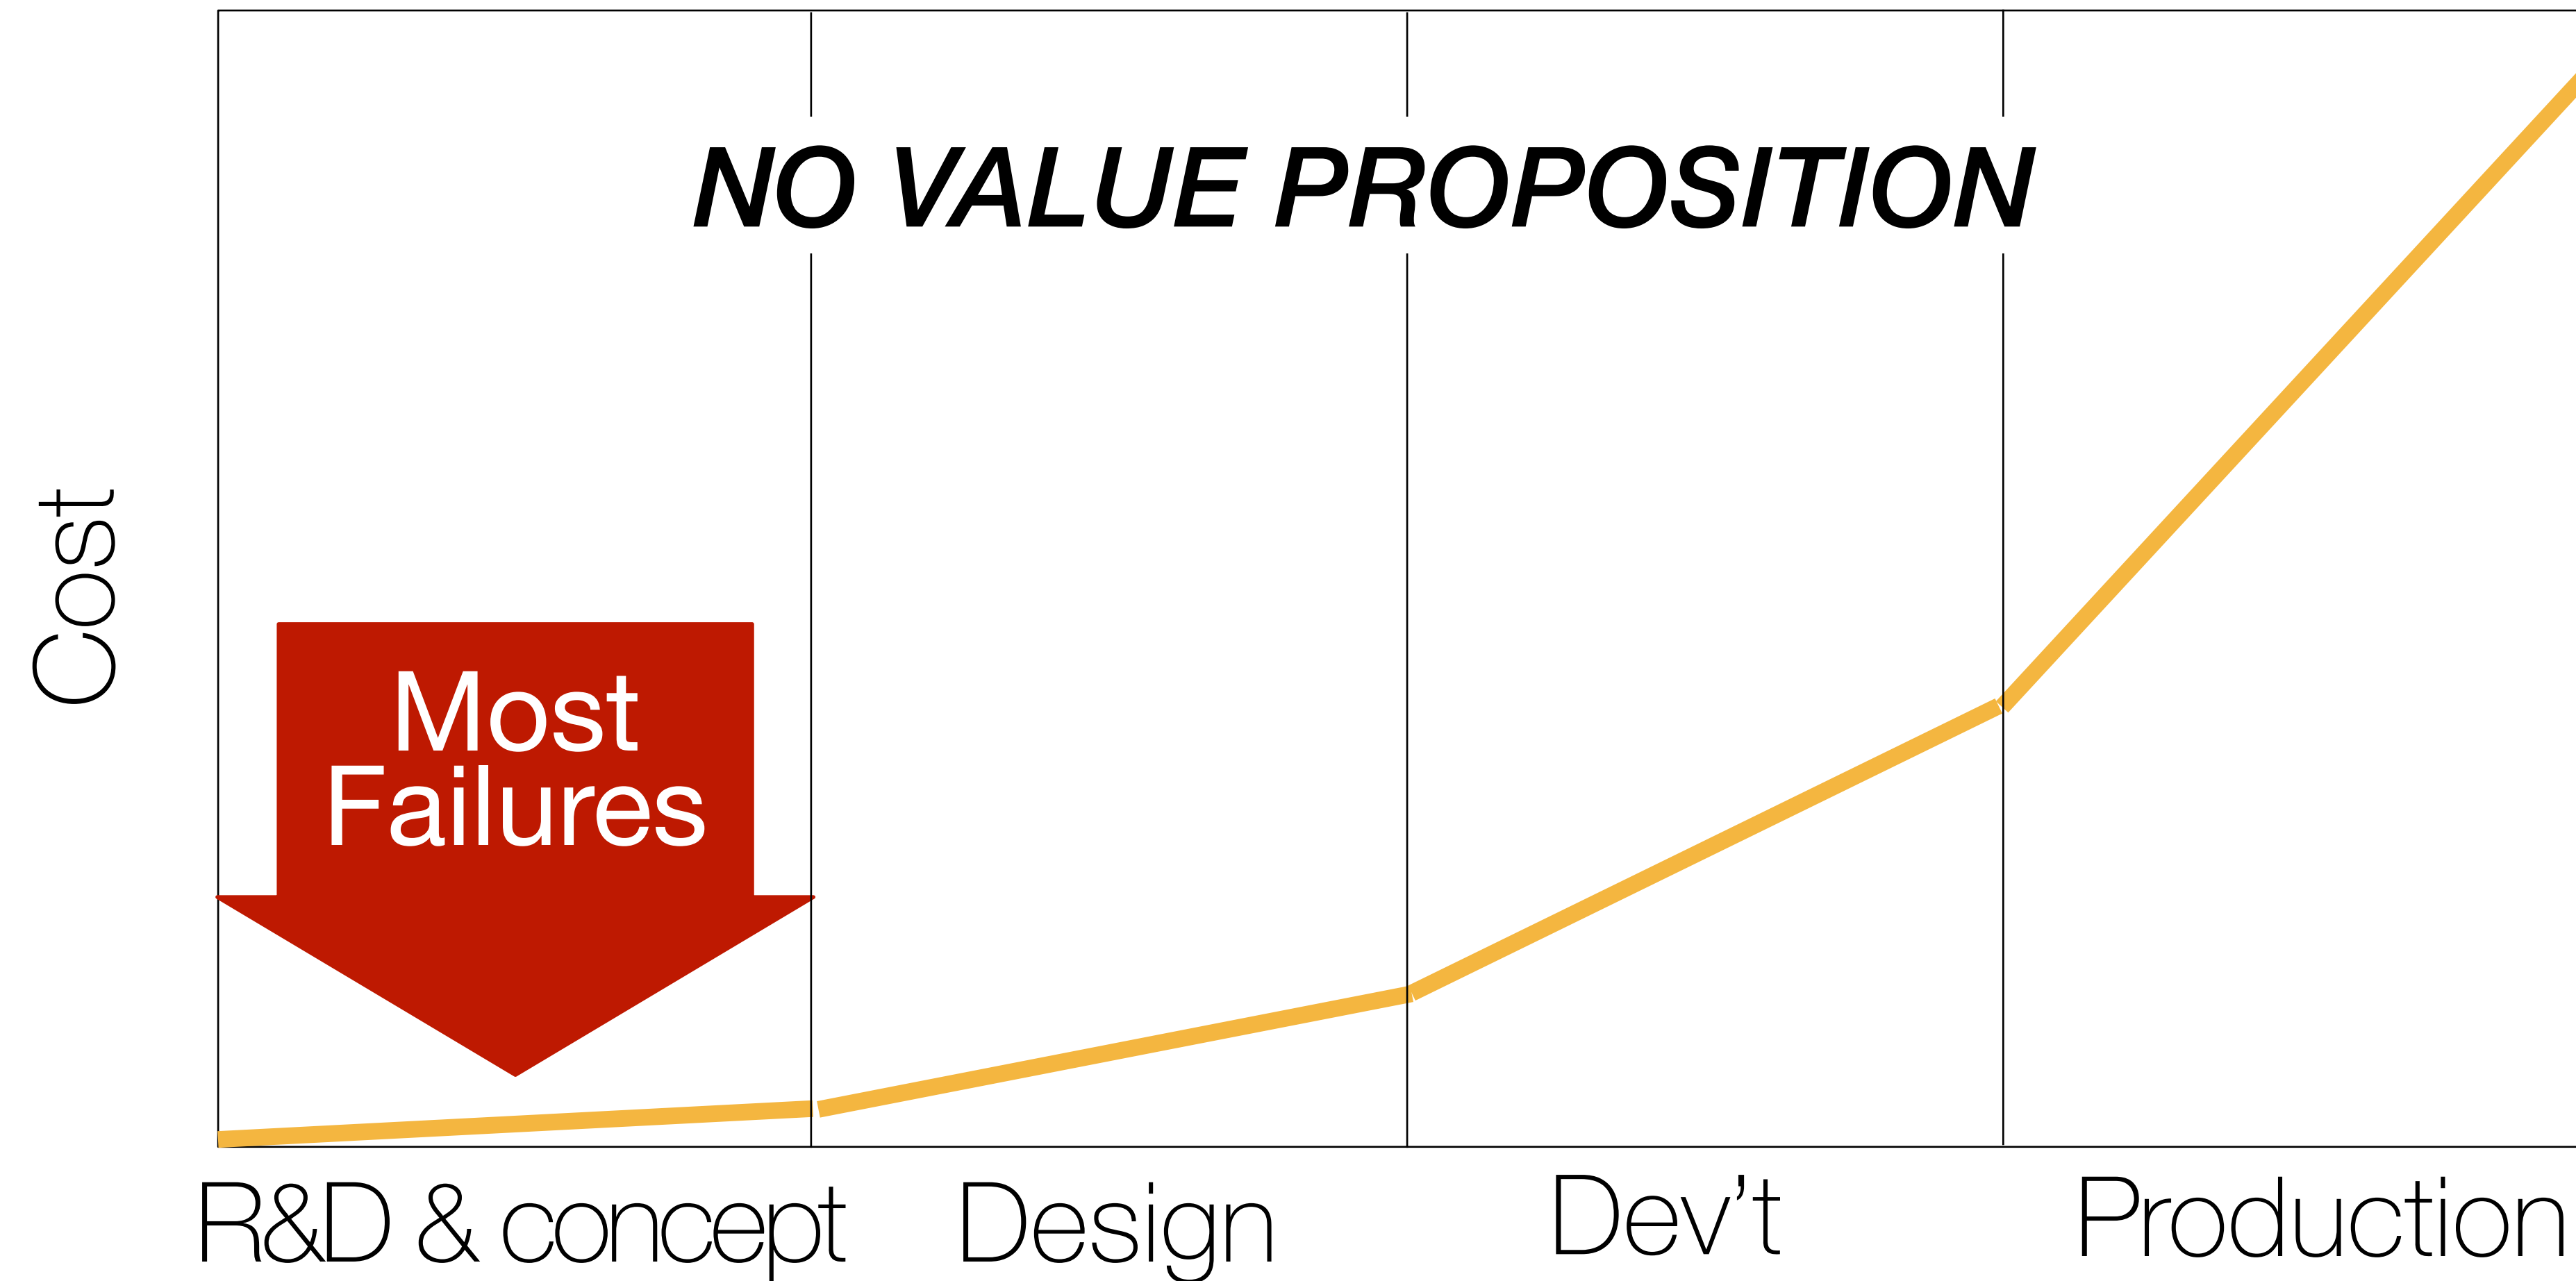 NO VALUE PROPOSITION
Cost
Most
Failures
R&D & concept
Design
Dev’t
Production